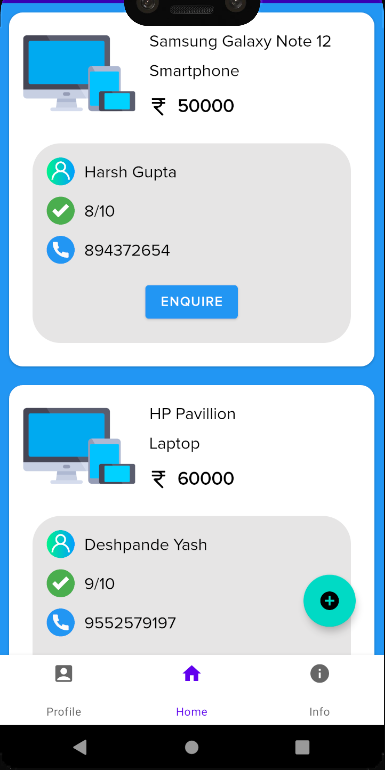 Samsung Galaxy Note 12
Smartphone
₹ 50000
Harsh Gupta
8/10
894372654
ENQUIRE
HP Pavillion
Laptop
₹ 60000
Deshpande Yash
9/10
9552579197
Profile
Home
Info